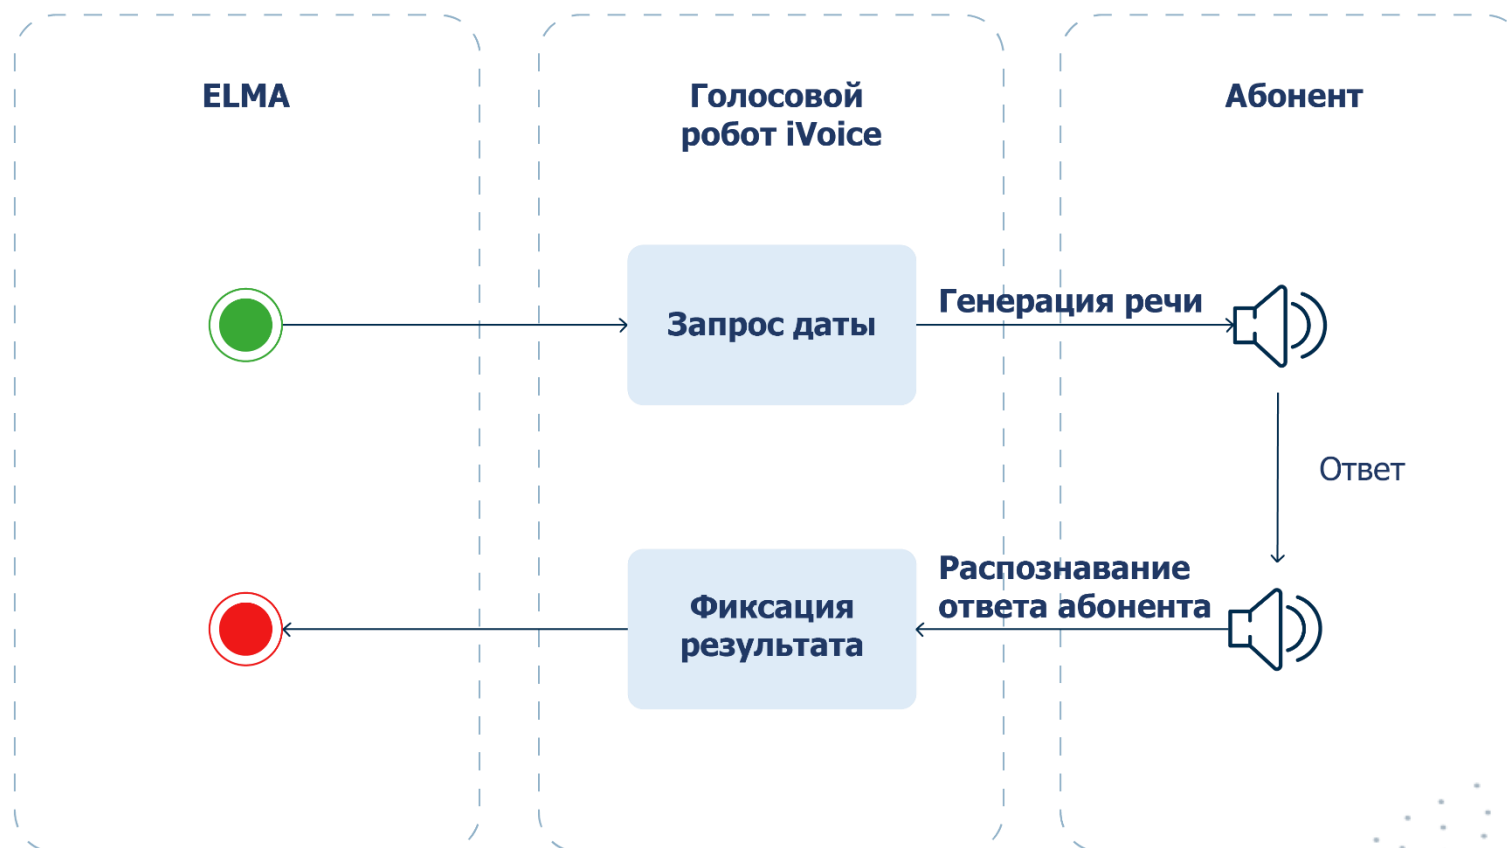 ELMA
Голосовой
робот iVoice
Абонент
Запрос даты
Генерация речи
Ответ
Распознавание
ответа абонента
Фиксация
результата